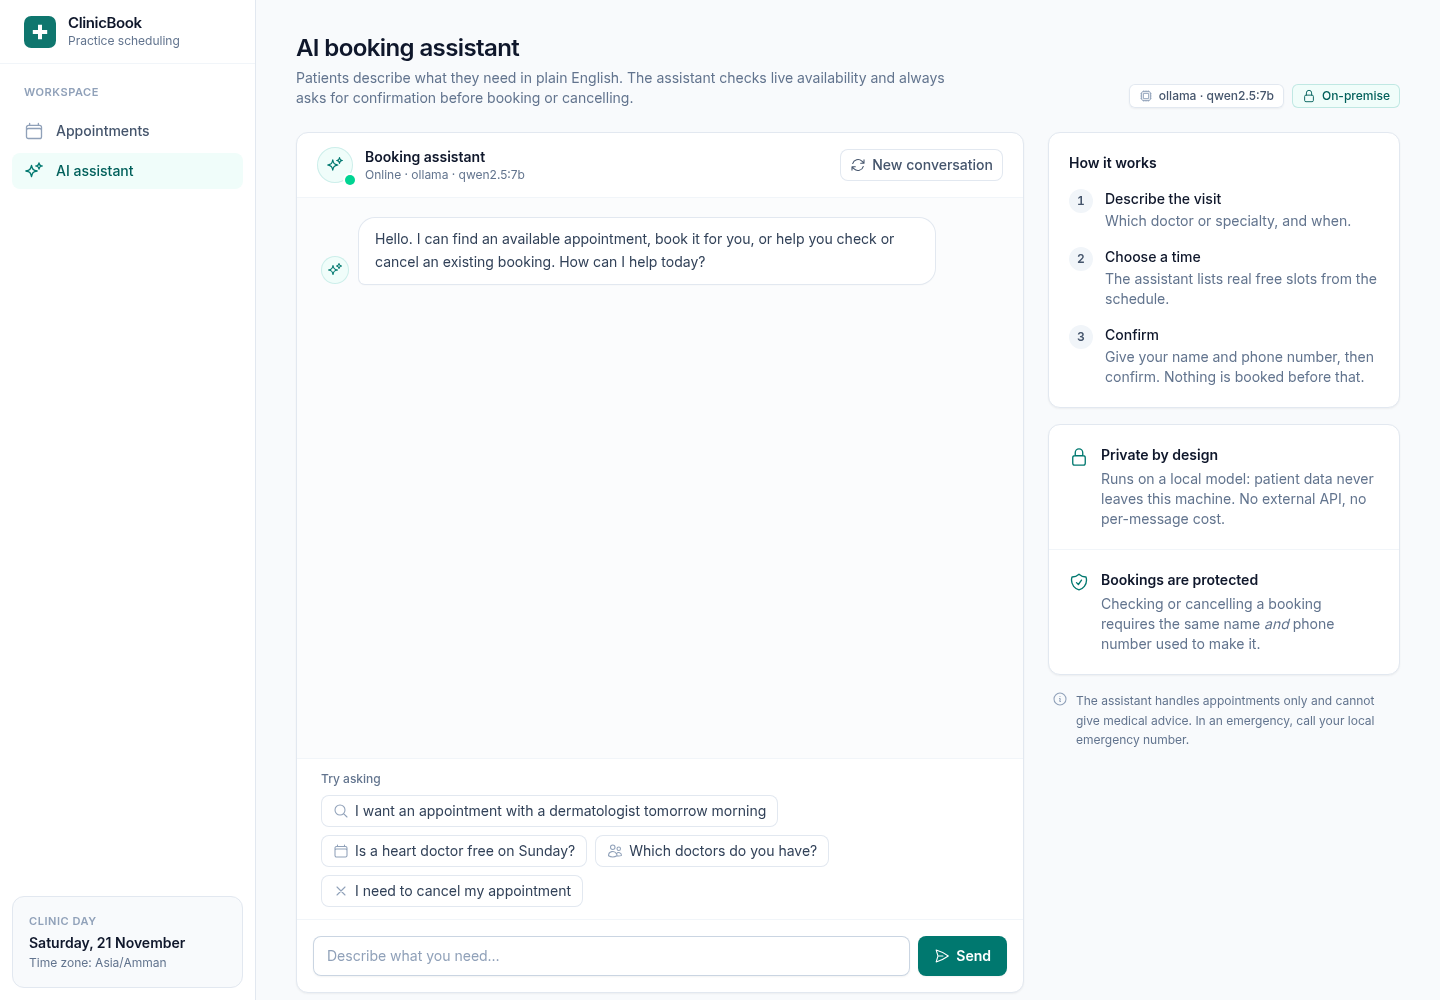 ClinicBook
Practice scheduling
WORKSPACE
Appointments
AI assistant
CLINIC DAY
Saturday, 21 November
Time zone: Asia/Amman
AI booking assistant
Patients describe what they need in plain English. The assistant checks live availability and always
asks for confirmation before booking or cancelling.
ollama · qwen2.5:7b
On-premise
Booking assistant
Online · ollama · qwen2.5:7b
New conversation
Hello. I can find an available appointment, book it for you, or help you check or
cancel an existing booking. How can I help today?
Try asking
I want an appointment with a dermatologist tomorrow morning
Is a heart doctor free on Sunday?
Which doctors do you have?
I need to cancel my appointment
Describe what you need...
Send
How it works
1
Describe the visit
Which doctor or specialty, and when.
2
Choose a time
The assistant lists real free slots from the
schedule.
3
Confirm
Give your name and phone number, then
confirm. Nothing is booked before that.
Private by design
Runs on a local model: patient data never
leaves this machine. No external API, no
per-message cost.
Bookings are protected
Checking or cancelling a booking
requires the same name and phone
number used to make it.
The assistant handles appointments only and cannot
give medical advice. In an emergency, call your local
emergency number.